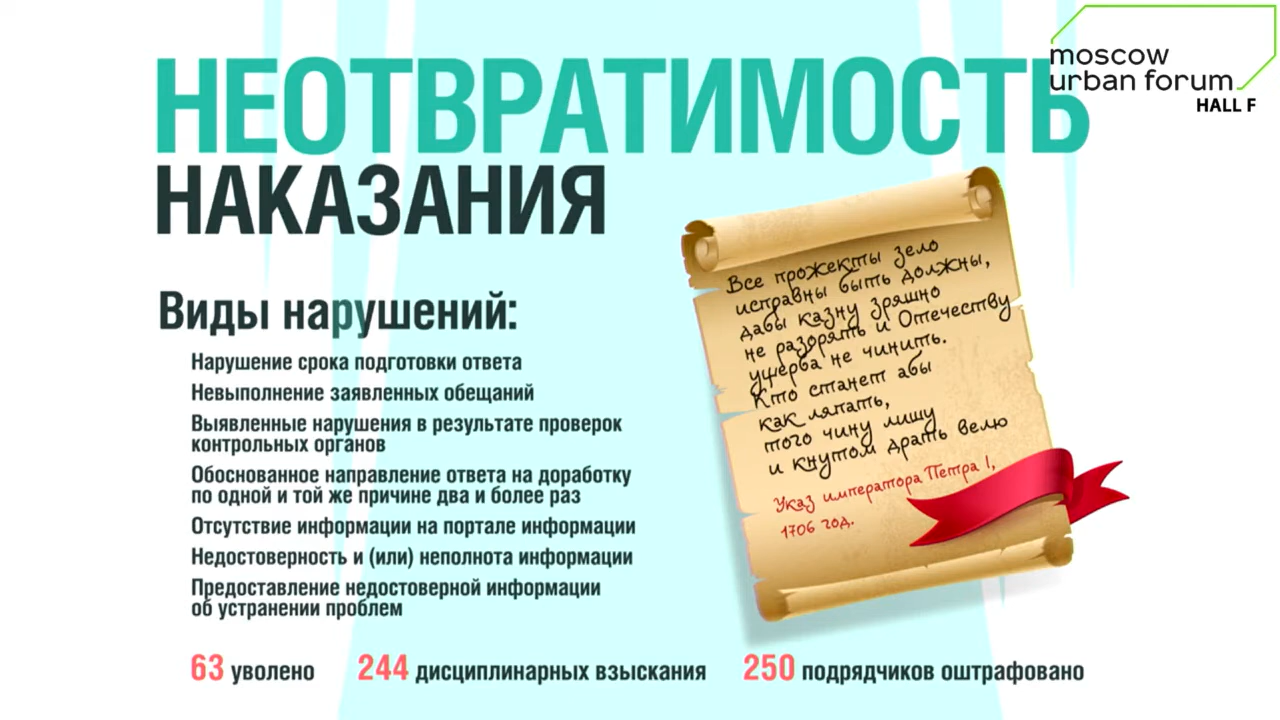 moscow
urban forum
HALL F
НЕОТВРАТИМОСТЬ
НАКАЗАНИЯ
Виды нарушений:
Нарушение срока подготовки ответа
Невыполнение заявленных обещаний
Выявленные нарушения в результате проверок
контрольных органов
Обоснованное направление ответа на доработку
по одной и той же причине два и более раз
Отсутствие информации на портале информации
Недостоверность и (или) неполнота информации
Предоставление недостоверной информации
об устранении проблем
Все прожекты зело
исправны быть должны,
дабы казну зряшно
не разорять и Отечеству
ущерба не чинить.
Кто станет абы
как ляпать,
того чину лишу
и кнутом драть велю
Указ императора Петра I,
1706 год.
63 уволено 244 дисциплинарных взыскания 250 подрядчиков оштрафовано